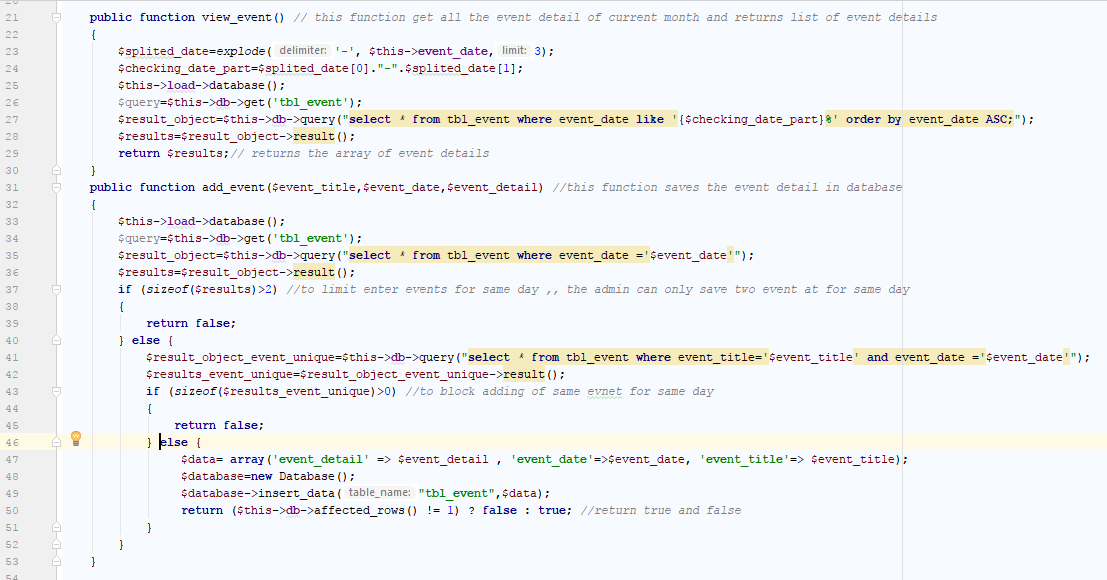 21 public function view_event() // this function get all the event detail of current month and returns list of event details
22 {
23 $splited_date=explode( delimiter: '-', $this->event_date, limit: 3);
24 $checking_date_part=$splited_date[0]."-".$splited_date[1];
25 $this->load->database();
26 $query=$this->db->get('tbl_event');
27 $result_object=$this->db->query("select * from tbl_event where event_date like '{$checking_date_part}%' order by event_date ASC;");
28 $results=$result_object->result();
29 return $results;// returns the array of event details
30 }
31 public function add_event($event_title,$event_date,$event_detail) //this function saves the event detail in database
32 {
33 $this->load->database();
34 $query=$this->db->get('tbl_event');
35 $result_object=$this->db->query("select * from tbl_event where event_date ='$event_date'");
36 $results=$result_object->result();
37 if (sizeof($results)>2) //to limit enter events for same day ,, the admin can only save two event at for same day
38 {
39 return false;
40 } else {
41 $result_object_event_unique=$this->db->query("select * from tbl_event where event_title='$event_title' and event_date ='$event_date'");
42 $results_event_unique=$result_object_event_unique->result();
43 if (sizeof($results_event_unique)>0) //to block adding of same evnet for same day
44 {
45 return false;
46 } else {
47 $data= array('event_detail' => $event_detail , 'event_date'=>$event_date, 'event_title'=> $event_title);
48 $database=new Database();
49 $database->insert_data( table_name: "tbl_event",$data);
50 return ($this->db->affected_rows() != 1) ? false : true; //return true and false
51 }
52 }
53 }
54